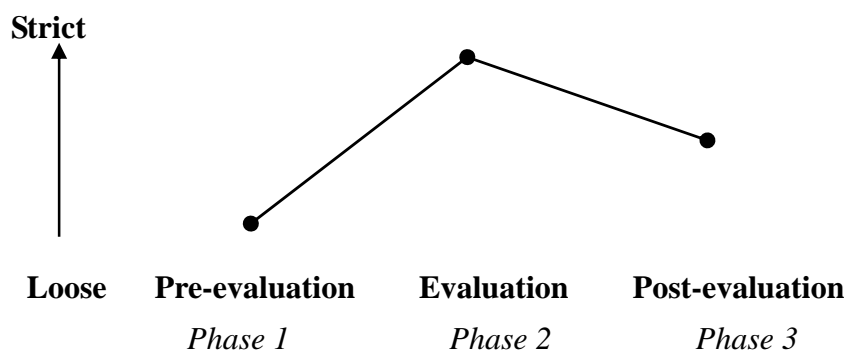 Strict
Loose Pre-evaluation Evaluation Post-evaluation
Phase 1 Phase 2 Phase 3